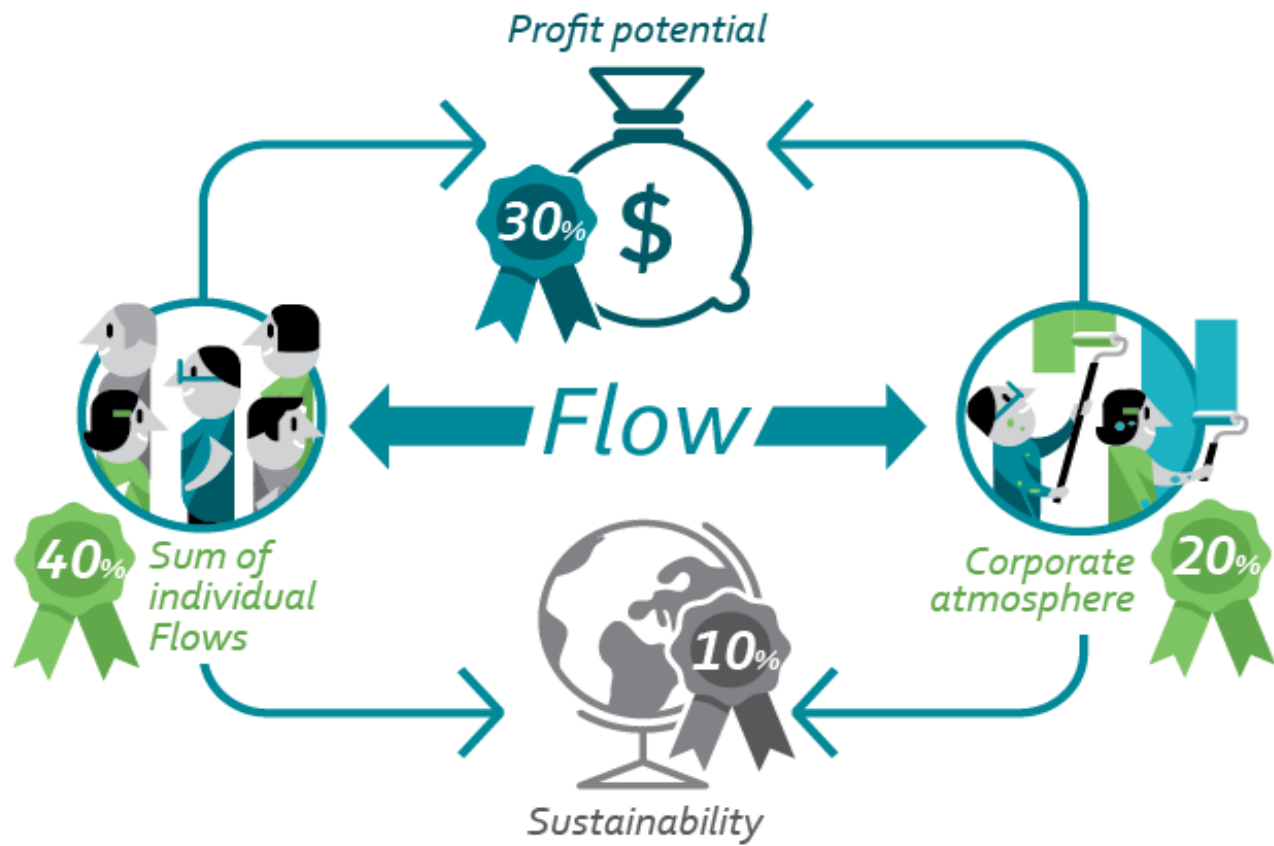 Profit potential
30%
$
Flow
40%
Sum of
individual
Flows
Corporate
atmosphere
20%
10%
Sustainability